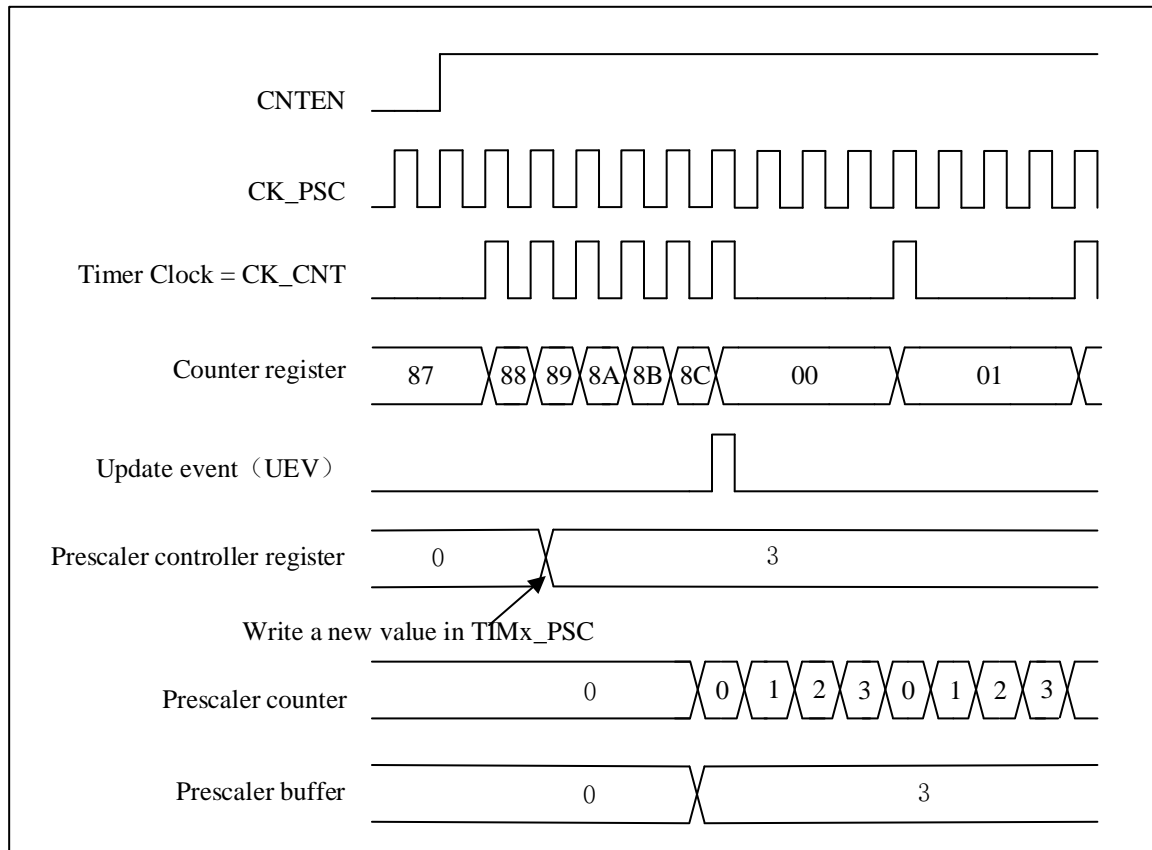 CNTEN
CK_PSC
Timer Clock = CK_CNT
Counter register
87 88 89 8A 8B 8C 00 01
Update event（UEV）
Prescaler controller register
0 3
Write a new value in TIMx_PSC
Prescaler counter
0 0 1 2 3 0 1 2 3
Prescaler buffer
0 3